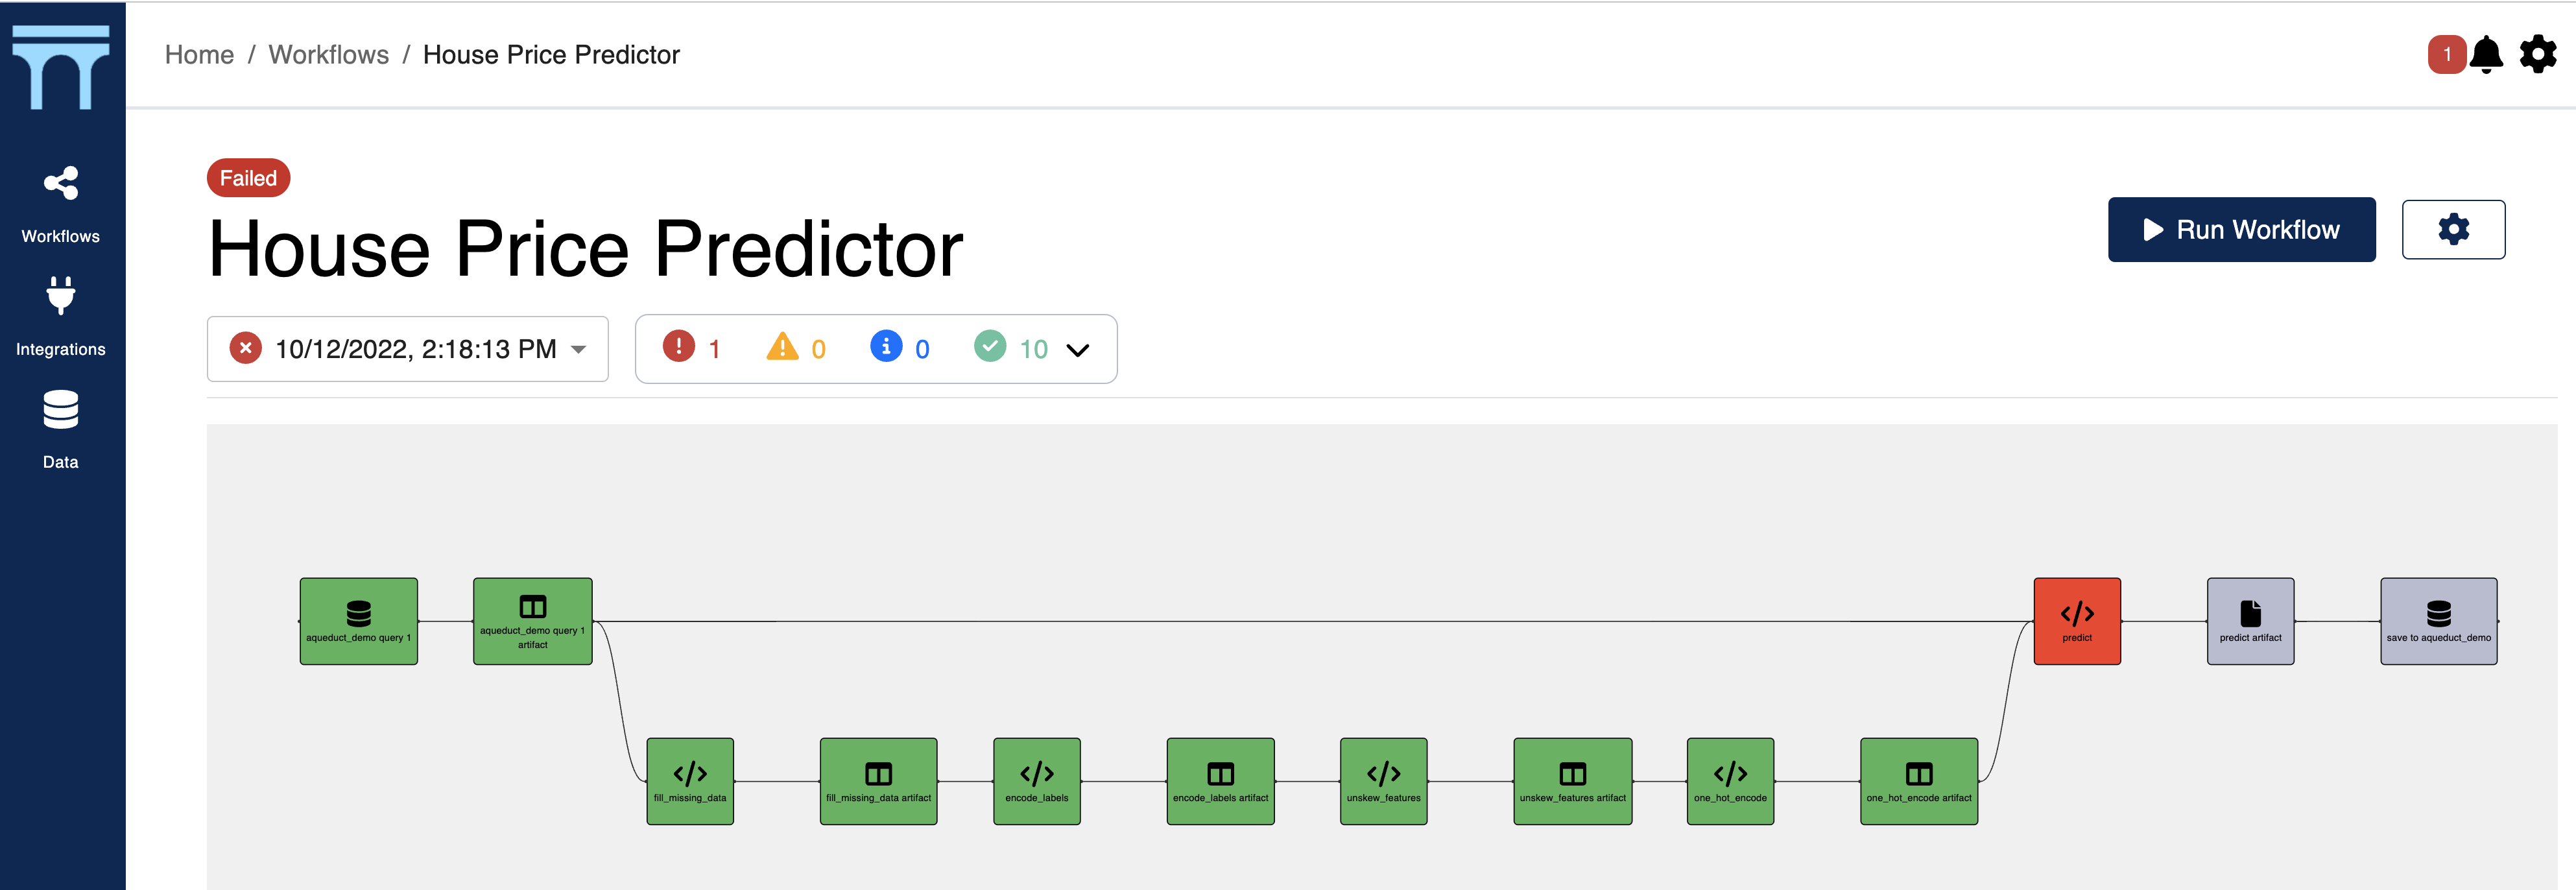 Home / Workflows / House Price Predictor
1
Workflows
Integrations
Data
Failed
House Price Predictor
Run Workflow
10/12/2022, 2:18:13 PM
1 0 0 10
aqueduct_demo query 1
aqueduct_demo query 1
artifact
predict
predict artifact
save to aqueduct_demo
fill_missing_data
fill_missing_data artifact
encode_labels
encode_labels artifact
unskew_features
unskew_features artifact
one_hot_encode
one_hot_encode artifact